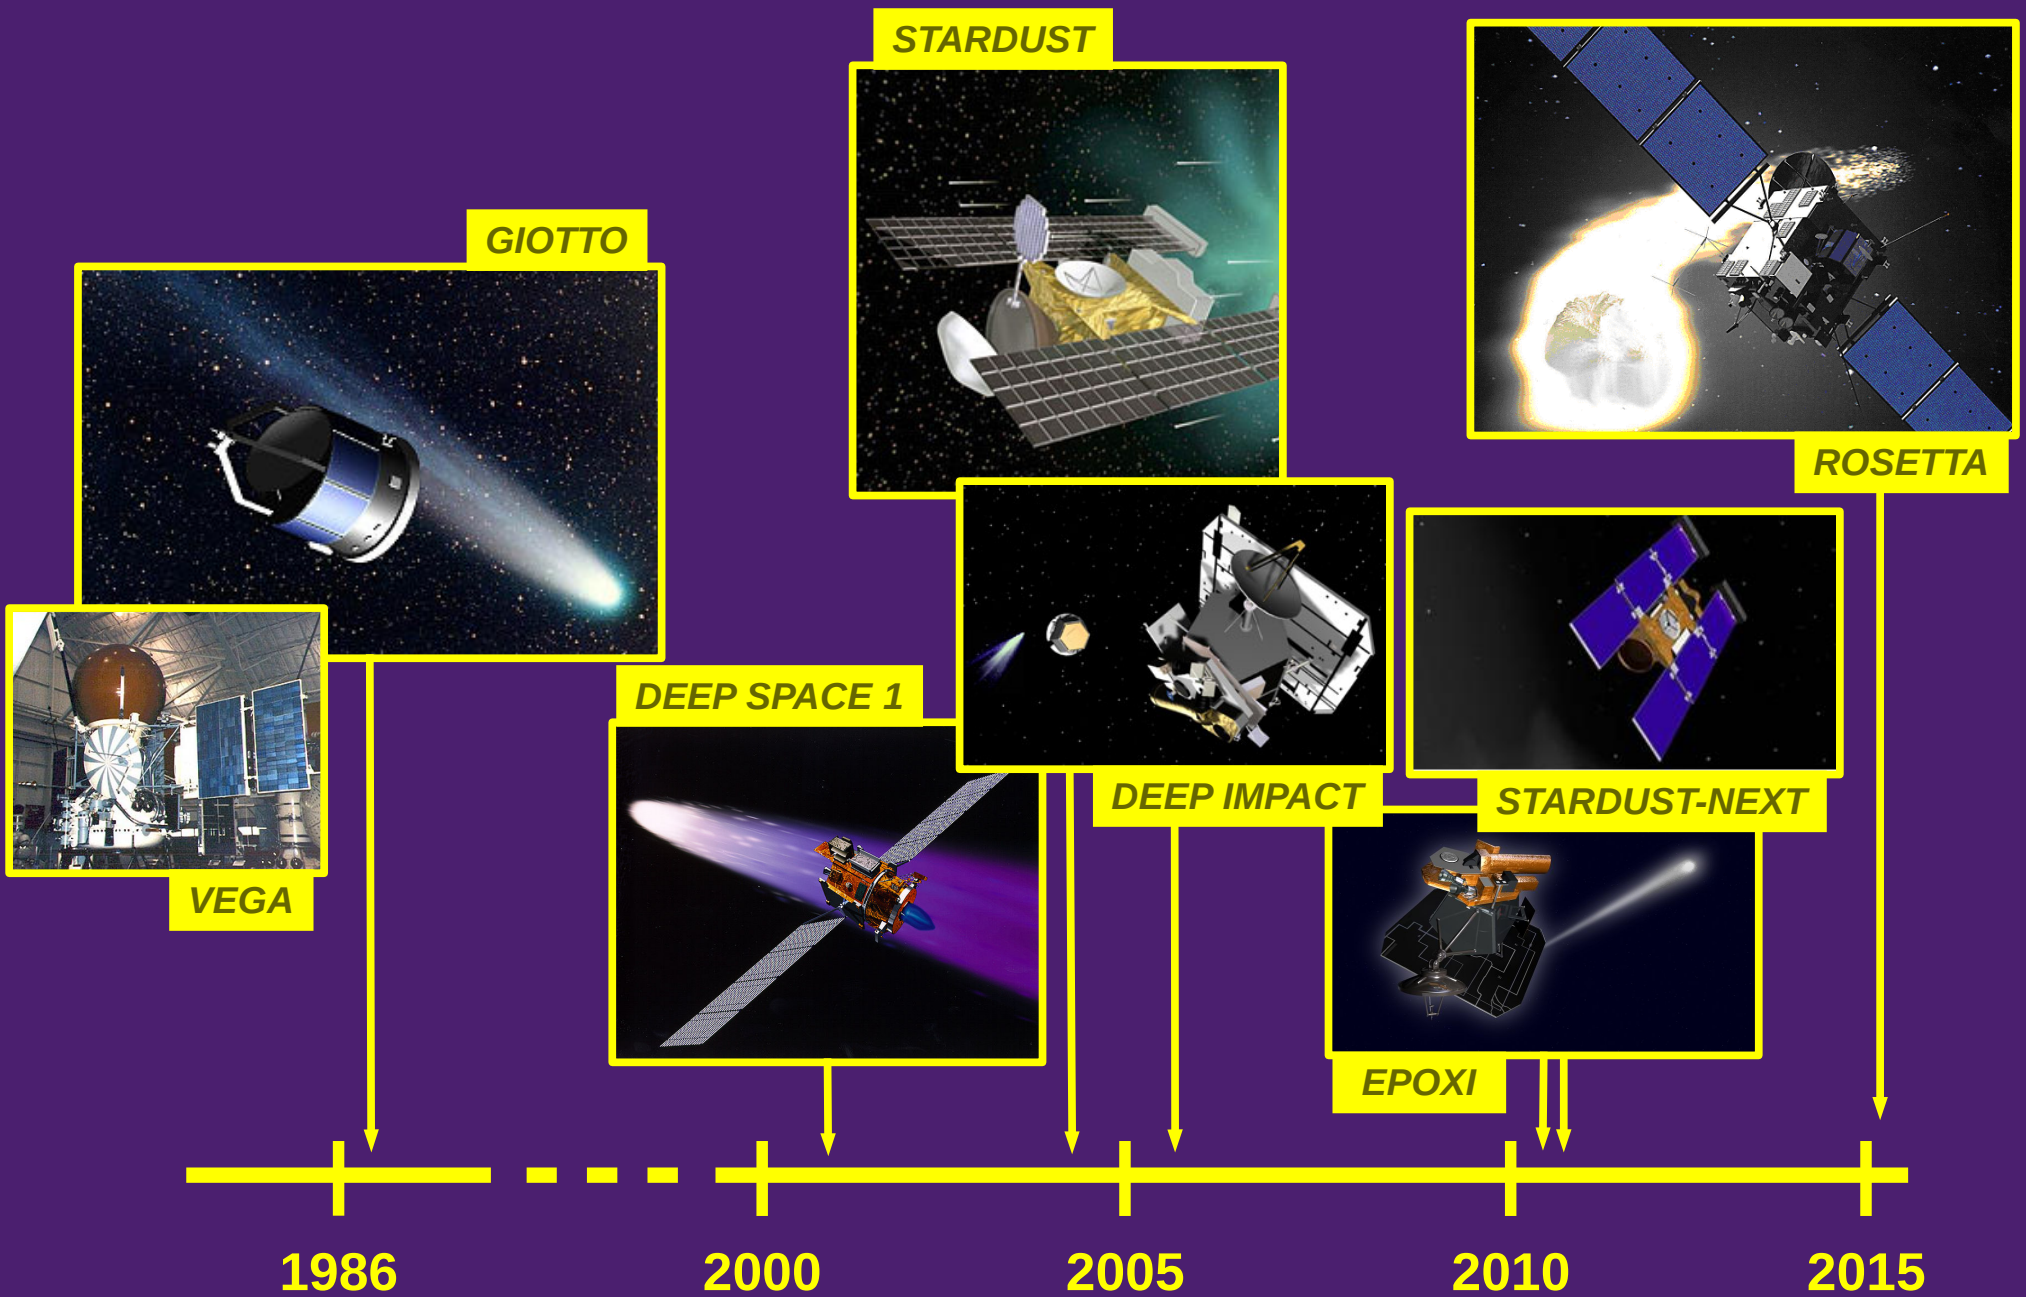 STARDUST
GIOTTO
ROSETTA
DEEP SPACE 1
DEEP IMPACT
STARDUST-NEXT
VEGA
EPOXI
1986
2000
2005
2010
2015